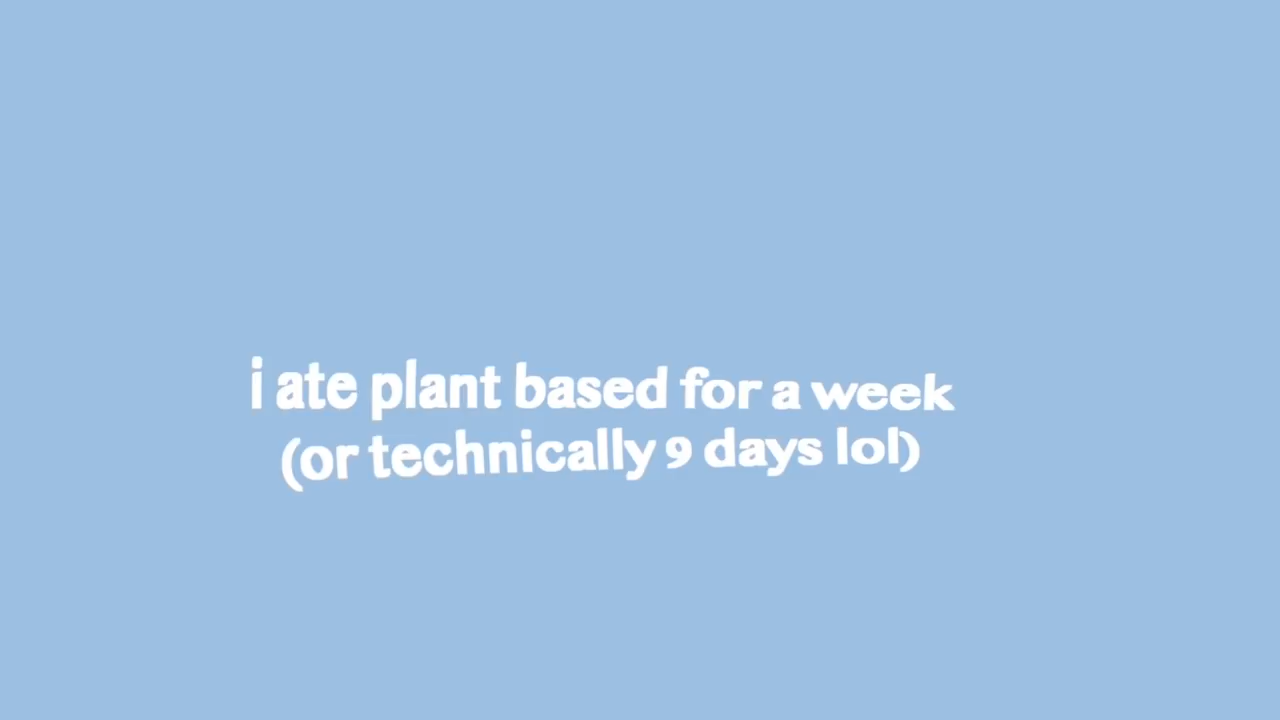 i ate plant based for a week
(or technically 9 days lol)